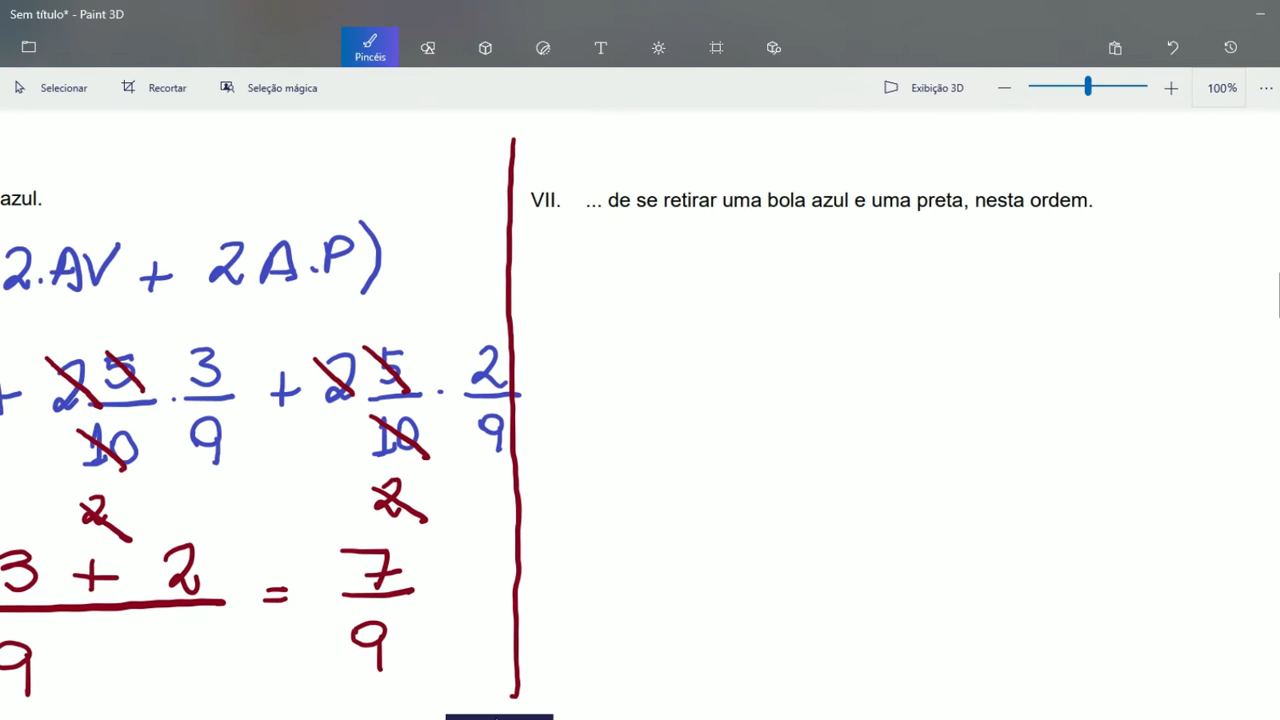 Sem título* - Paint 3D
Pincéis
Selecionar
Recortar
Seleção mágica
Exibição 3D
100%
azul.
2.AV + 2A.P)
+ 2 5/10 . 3/9 + 2 5/10 . 2/9
2 2
3 + 2 / 9 = 7/9
VII. ... de se retirar uma bola azul e uma preta, nesta ordem.